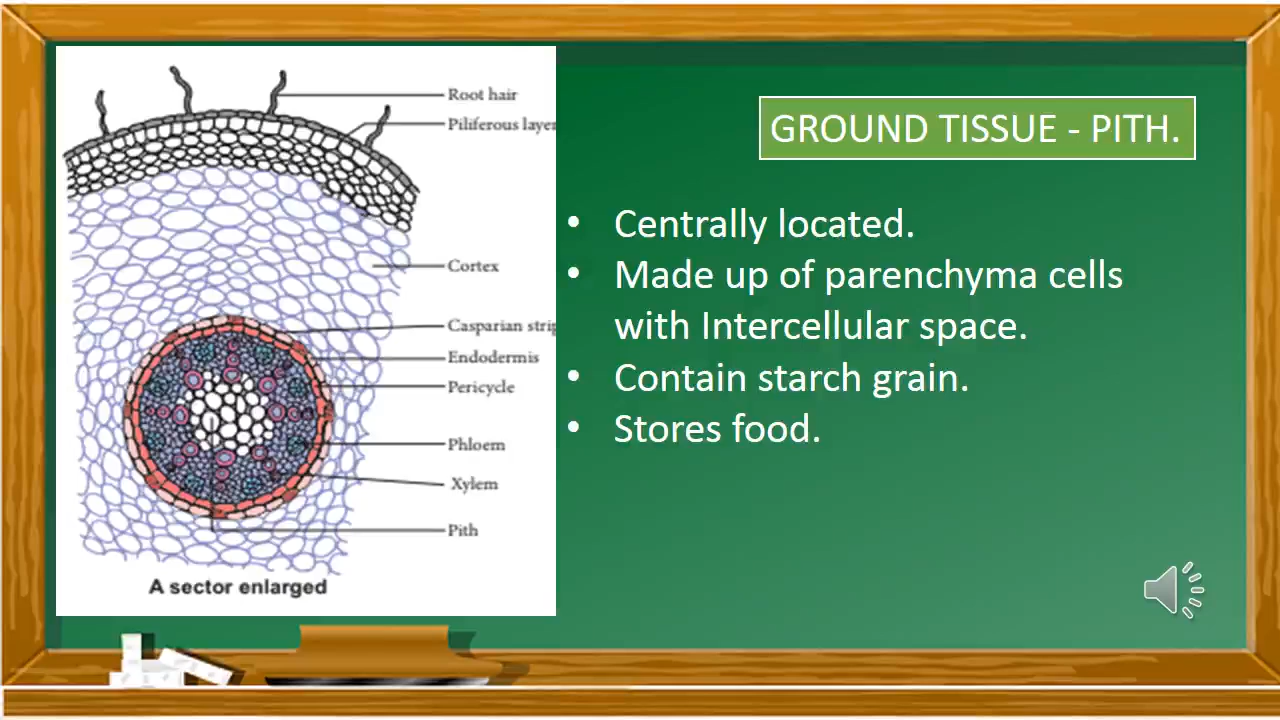 Root hair
Piliferous layer
Cortex
Casparian strip
Endodermis
Pericycle
Phloem
Xylem
Pith
A sector enlarged
GROUND TISSUE - PITH.
• Centrally located.
• Made up of parenchyma cells
with Intercellular space.
• Contain starch grain.
• Stores food.